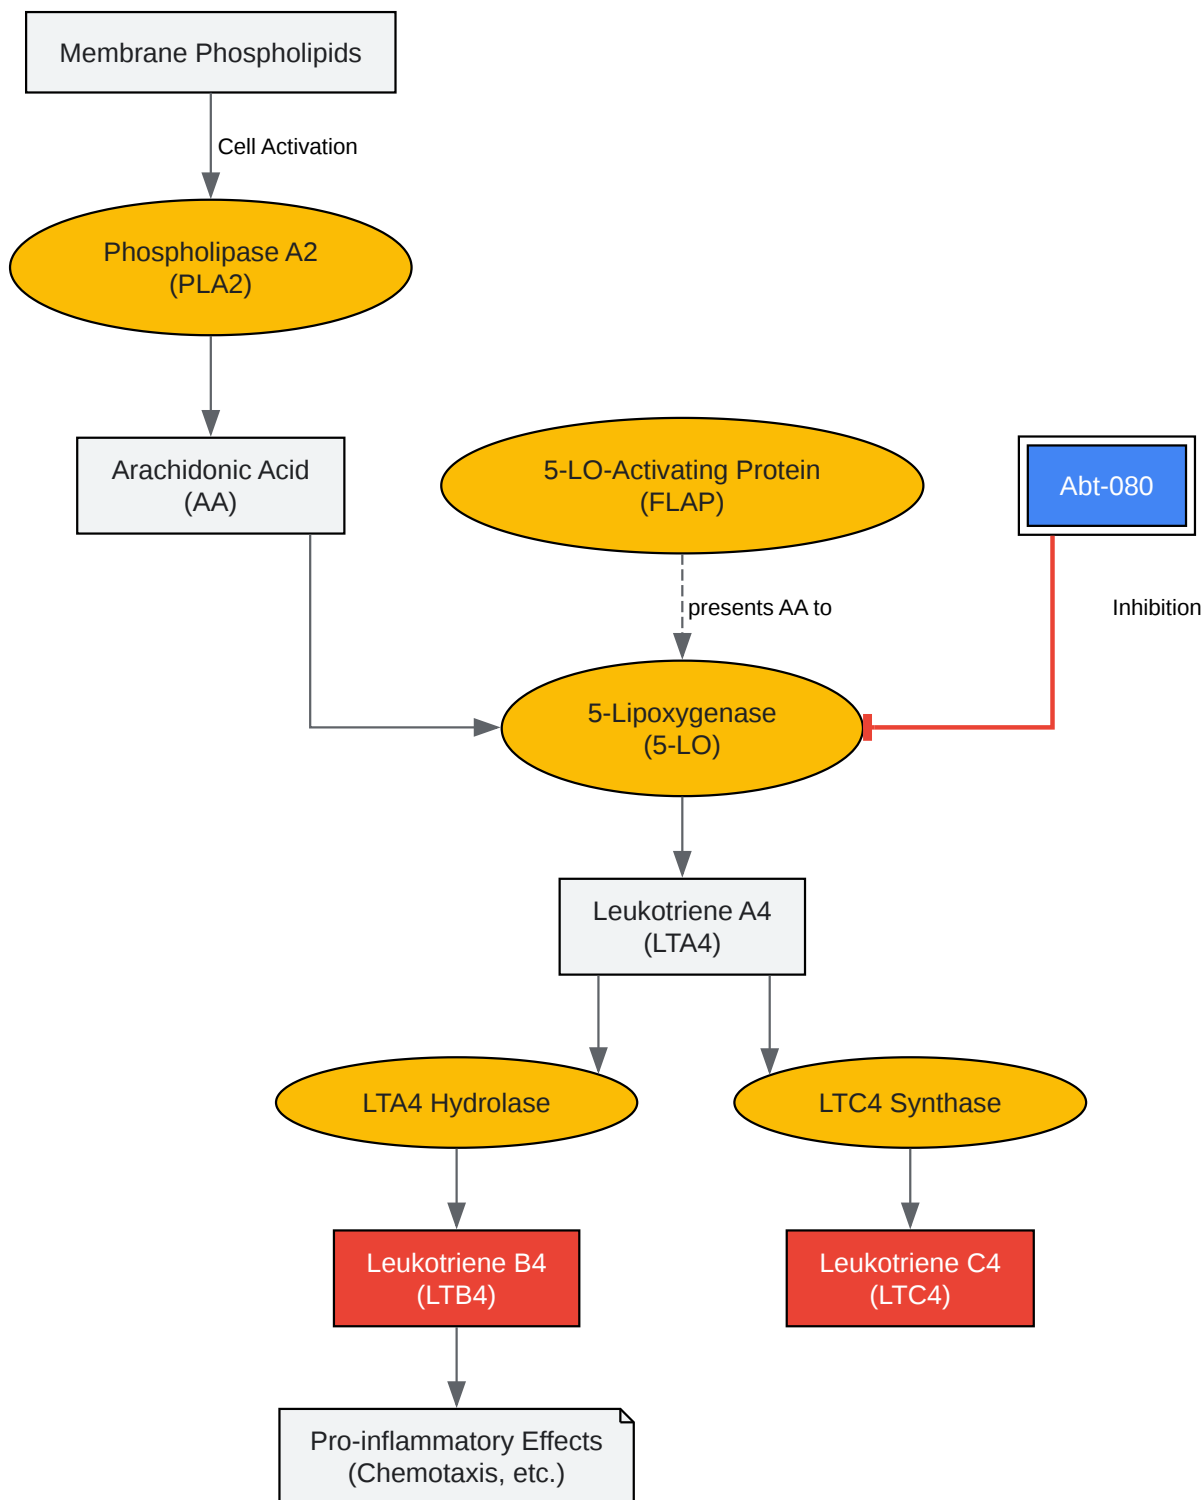 Membrane Phospholipids
Cell Activation
Phospholipase A2
(PLA2)
Arachidonic Acid
(AA)
5-LO-Activating Protein
(FLAP)
Abt-080
presents AA to
Inhibition
5-Lipoxygenase
(5-LO)
Leukotriene A4
(LTA4)
LTA4 Hydrolase
LTC4 Synthase
Leukotriene B4
(LTB4)
Leukotriene C4
(LTC4)
Pro-inflammatory Effects
(Chemotaxis, etc.)